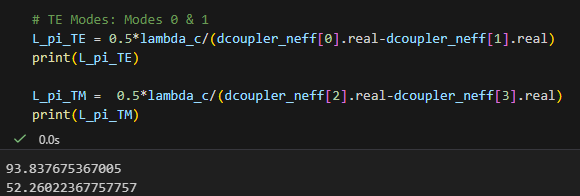 # TE Modes: Modes 0 & 1
L_pi_TE = 0.5*lambda_c/(dcoupler_neff[0].real-dcoupler_neff[1].real)
print(L_pi_TE)
L_pi_TM =  0.5*lambda_c/(dcoupler_neff[2].real-dcoupler_neff[3].real)
print(L_pi_TM)
0.0s
93.837675367005
52.26022367757757